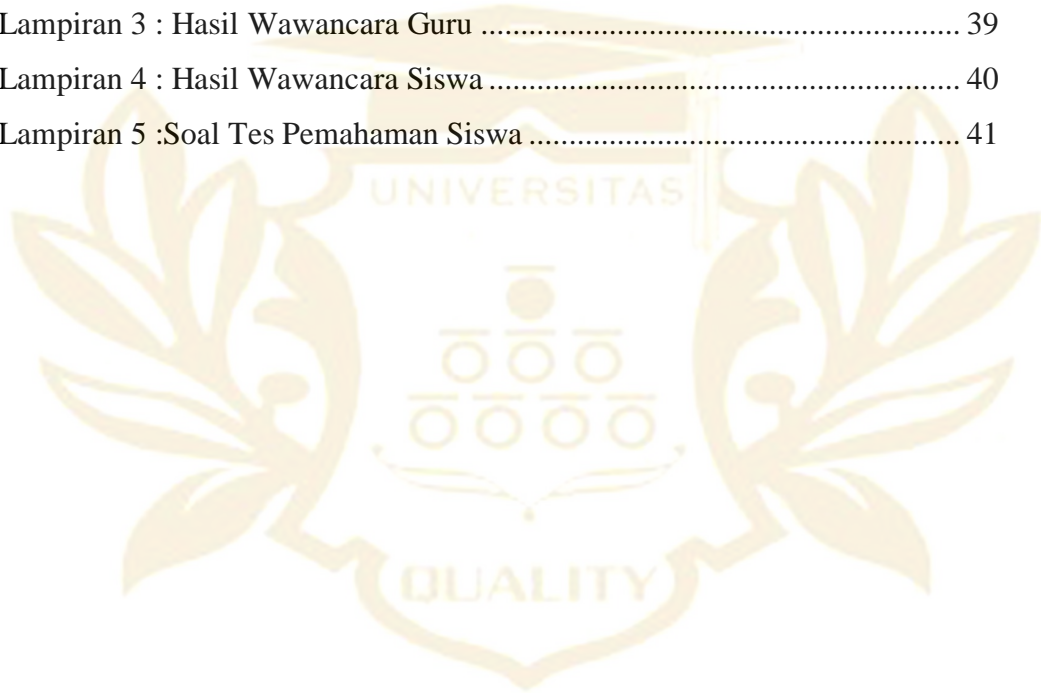 Lampiran 3 : Hasil Wawancara Guru ............................................................. 39
Lampiran 4 : Hasil Wawancara Siswa ............................................................ 40
Lampiran 5 :Soal Tes Pemahaman Siswa ....................................................... 41
UNIVERSITAS
QUALITY